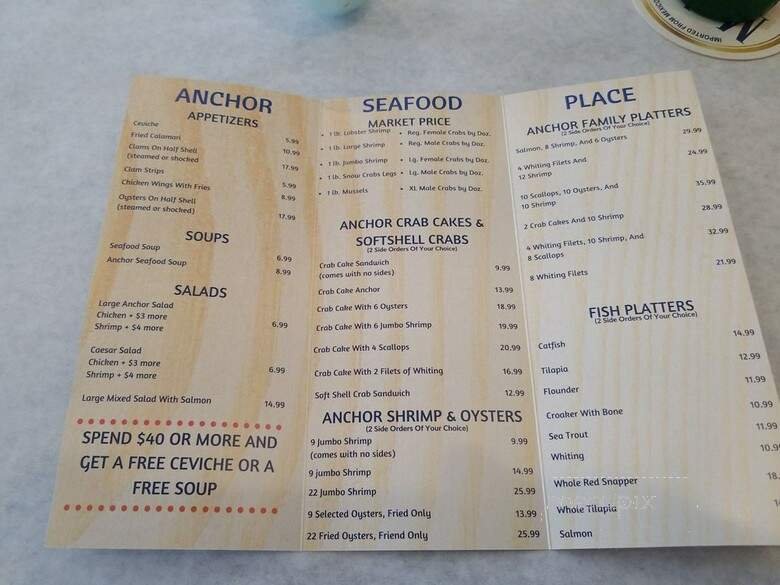 IMPORTED FROM MEXICO
ANCHOR
APPETIZERS
Ceviche 5.99
Fried Calamari 10.99
Clams On Half Shell
(steamed or shocked 17.99
Clam Strips 5.99
Chicken Wings With Fries 8.99
Oysters On Half Shell
(steamed or shocked) 17.99
SOUPS
Seafood Soup 6.99
Anchor Seafood Soup 8.99
SALADS
Large Anchor Salad
Chicken + $3 more
Shrimp + $4 more 6.99
Caesar Salad
Chicken + $3 more 6.99
Shrimp + $4 more
Large Mixed Salad With Salmon 14.99
SPEND $40 OR MORE AND
GET A FREE CEVICHE OR A
FREE SOUP
SEAFOOD
MARKET PRICE
• 1 lb. Lobster Shrimp • Reg. Female Crabs by Doz.
• 1 lb. Large Shrimp • Reg. Male Crabs by Doz.
• 1 lb. Jumbo Shrimp • Lg. Female Crabs by Doz.
• 1 lb. Snow Crabs Legs • Lg. Male Crabs by Doz.
• 1 lb. Mussels • XL Male Crabs by Doz.
ANCHOR CRAB CAKES &
SOFTSHELL CRABS
(2 Side Orders Of Your Choice)
Crab Cake Sandwich
(comes with no sides) 9.99
Crab Cake Anchor 13.99
Crab Cake With 6 Oysters 18.99
Crab Cake With 6 Jumbo Shrimp 19.99
Crab Cake With 4 Scallops 20.99
Crab Cake With 2 Filets of Whiting 16.99
Soft Shell Crab Sandwich 12.99
ANCHOR SHRIMP & OYSTERS
(2 Side Orders Of Your Choice)
9 Jumbo Shrimp 9.99
(comes with no sides)
9 jumbo Shrimp 14.99
22 Jumbo Shrimp 25.99
9 Selected Oysters, Fried Only 13.99
22 Fried Oysters, Friend Only 25.99
PLACE
ANCHOR FAMILY PLATTERS
(2 Side Orders Of Your Choice)
Salmon, 8 Shrimp, And 6 Oysters 29.99
4 Whiting Filets And 24.99
12 Shrimp
10 Scallops, 10 Oysters, And 35.99
10 Shrimp
2 Crab Cakes And 10 Shrimp 28.99
4 Whiting Filets, 10 Shrimp, And 32.99
8 Scallops
8 Whiting Filets 21.99
FISH PLATTERS
(2 Side Orders Of Your Choice)
Catfish 14.99
Tilapia 12.99
Flounder 11.99
Croaker With Bone 10.99
Sea Trout 11.99
Whiting 10.99
Whole Red Snapper 18.
Whole Tilapia
Salmon